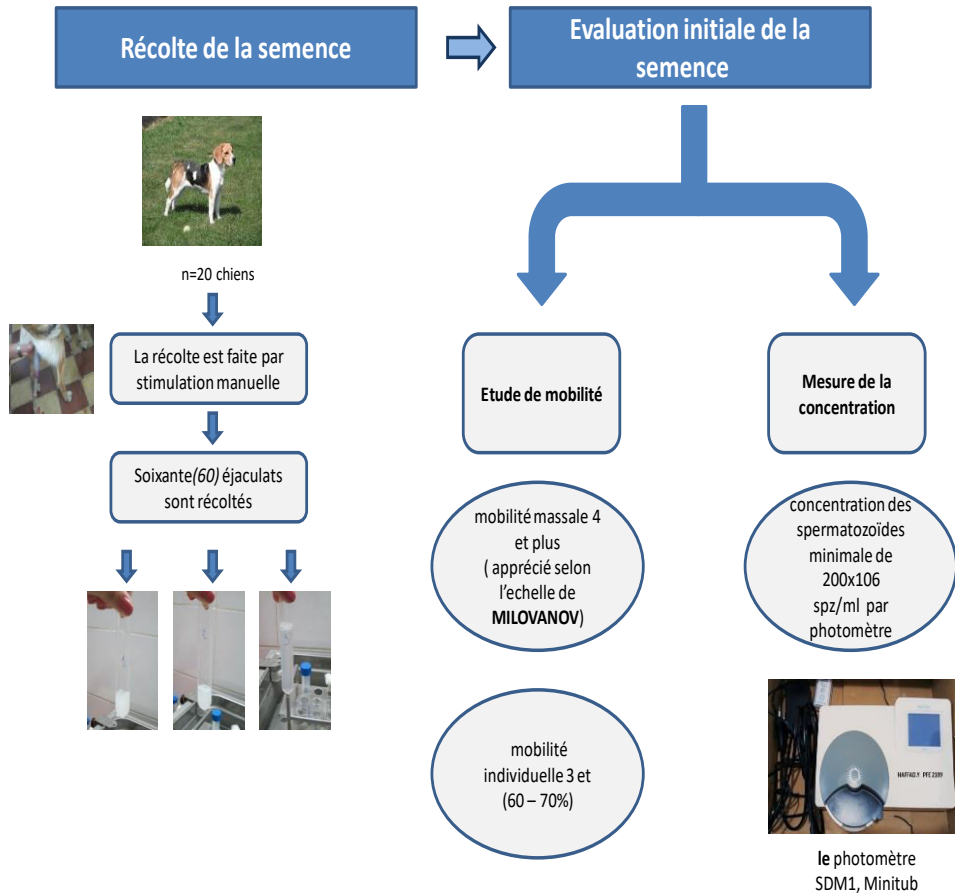 Récolte de la semence
Evaluation initiale de la
semence
n=20 chiens
La récolte est faite par
stimulation manuelle
Soixante(60) éjaculats
sont récoltés
Etude de mobilité
mobilité massale 4
et plus
( apprécié selon
l'echelle de
MILOVANOV)
mobilité
individuelle 3 et
(60 – 70%)
Mesure de la
concentration
concentration des
spermatozoïdes
minimale de
200x106
spz/ml par
photomètre
HAFFAD.Y PFE 2109
le photomètre
SDM1, Minitub